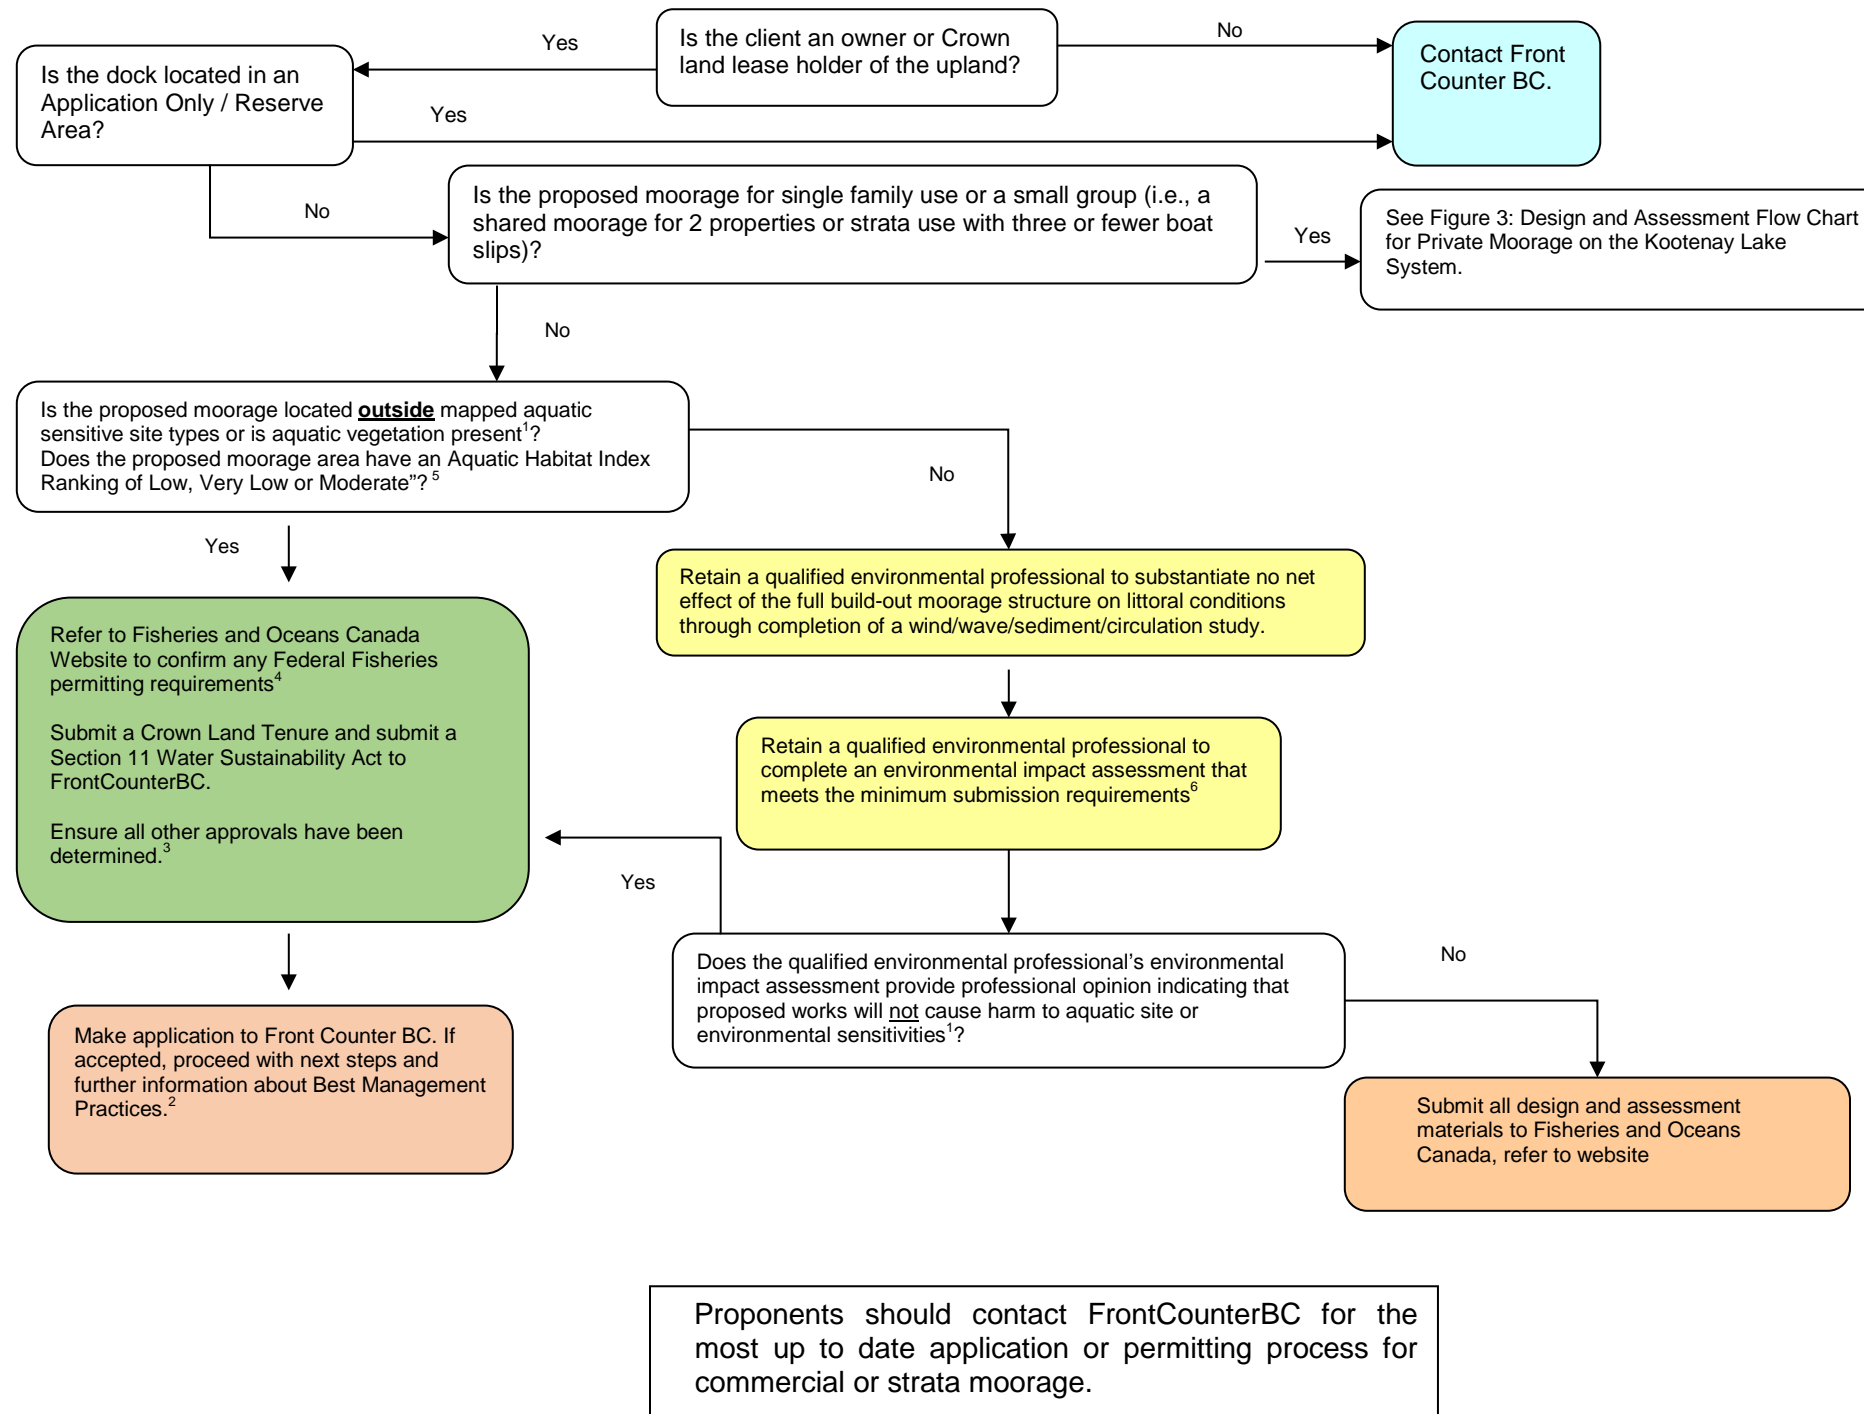 Is the client an owner or Crown
land lease holder of the upland?
Yes
No
Contact Front
Counter BC.
Is the dock located in an
Application Only / Reserve
Area?
Yes
No
Is the proposed moorage for single family use or a small group (i.e., a
shared moorage for 2 properties or strata use with three or fewer boat
slips)?
Yes
See Figure 3: Design and Assessment Flow Chart
for Private Moorage on the Kootenay Lake
System.
No
Is the proposed moorage located outside mapped aquatic
sensitive site types or is aquatic vegetation present1?
Does the proposed moorage area have an Aquatic Habitat Index
Ranking of Low, Very Low or Moderate”? 5
No
Yes
Retain a qualified environmental professional to substantiate no net
effect of the full build-out moorage structure on littoral conditions
through completion of a wind/wave/sediment/circulation study.
Refer to Fisheries and Oceans Canada
Website to confirm any Federal Fisheries
permitting requirements4
Submit a Crown Land Tenure and submit a
Section 11 Water Sustainability Act to
FrontCounterBC.
Ensure all other approvals have been
determined.3
Retain a qualified environmental professional to
complete an environmental impact assessment that
meets the minimum submission requirements6
Yes
Does the qualified environmental professional’s environmental
impact assessment provide professional opinion indicating that
proposed works will not cause harm to aquatic site or
environmental sensitivities1?
No
Make application to Front Counter BC. If
accepted, proceed with next steps and
further information about Best Management
Practices.2
Submit all design and assessment
materials to Fisheries and Oceans
Canada, refer to website
Proponents should contact FrontCounterBC for the
most up to date application or permitting process for
commercial or strata moorage.